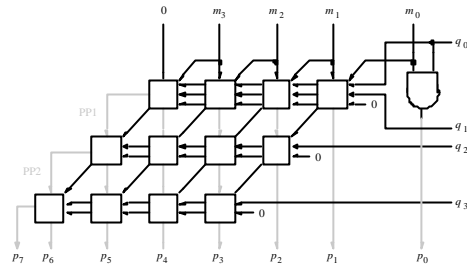 0 m₃ m₂ m₁ m₀
q₀
0
PP1
q₁
q₂
0
PP2
q₃
0
p₇ p₆ p₅ p₄ p₃ p₂ p₁ p₀